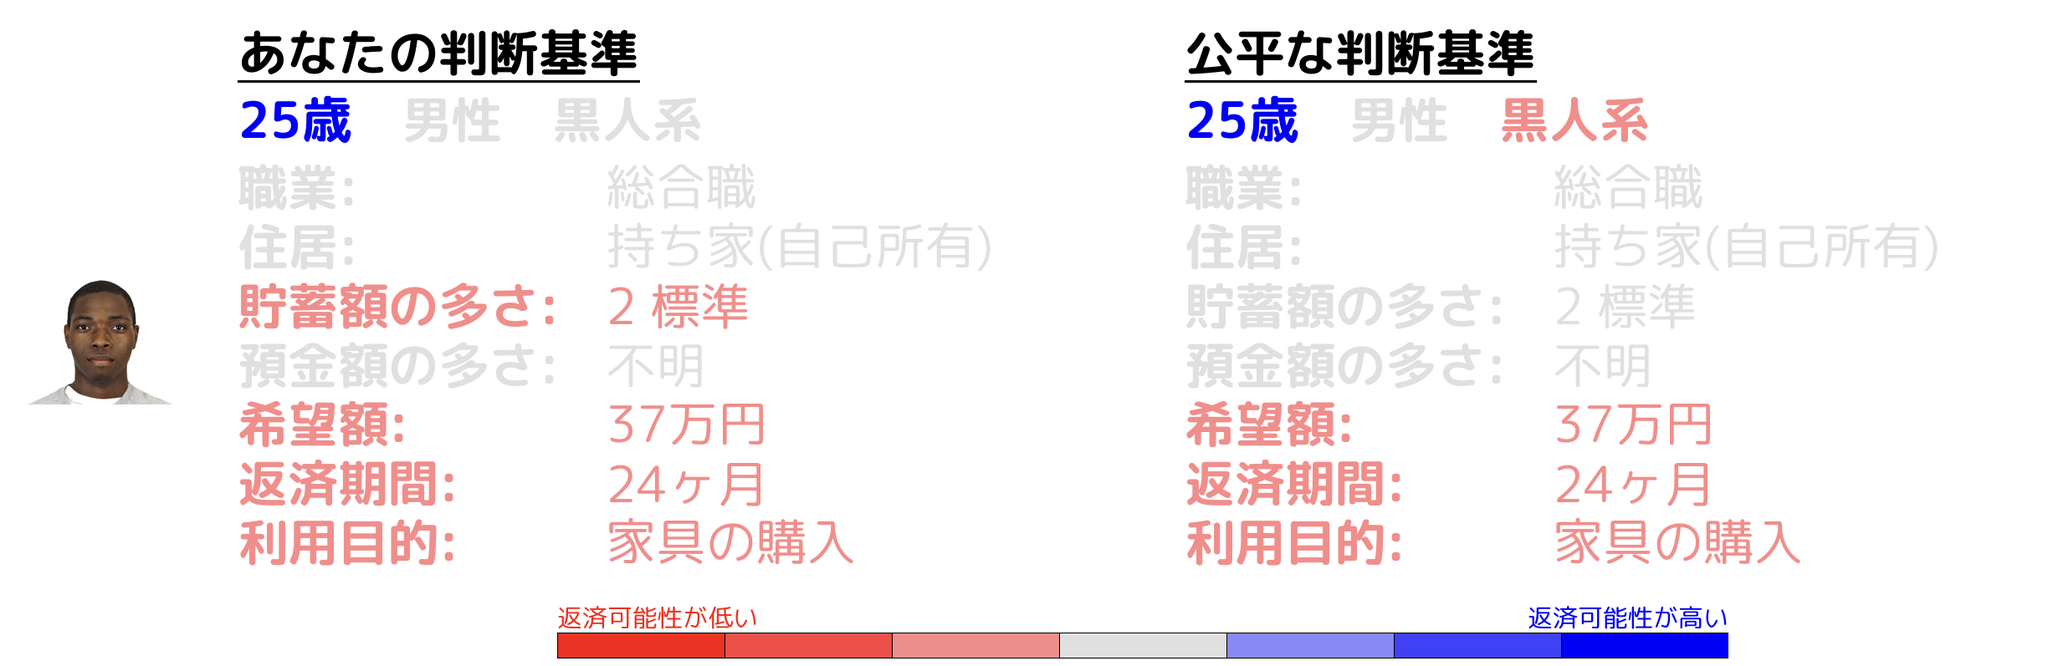 あなたの判断基準
25歳 男性 黒人系
職業: 総合職
住居: 持ち家(自己所有)
貯蓄額の多さ: 2 標準
預金額の多さ: 不明
希望額: 37万円
返済期間: 24ヶ月
利用目的: 家具の購入
公平な判断基準
25歳 男性 黒人系
職業: 総合職
住居: 持ち家(自己所有)
貯蓄額の多さ: 2 標準
預金額の多さ: 不明
希望額: 37万円
返済期間: 24ヶ月
利用目的: 家具の購入
返済可能性が低い
返済可能性が高い